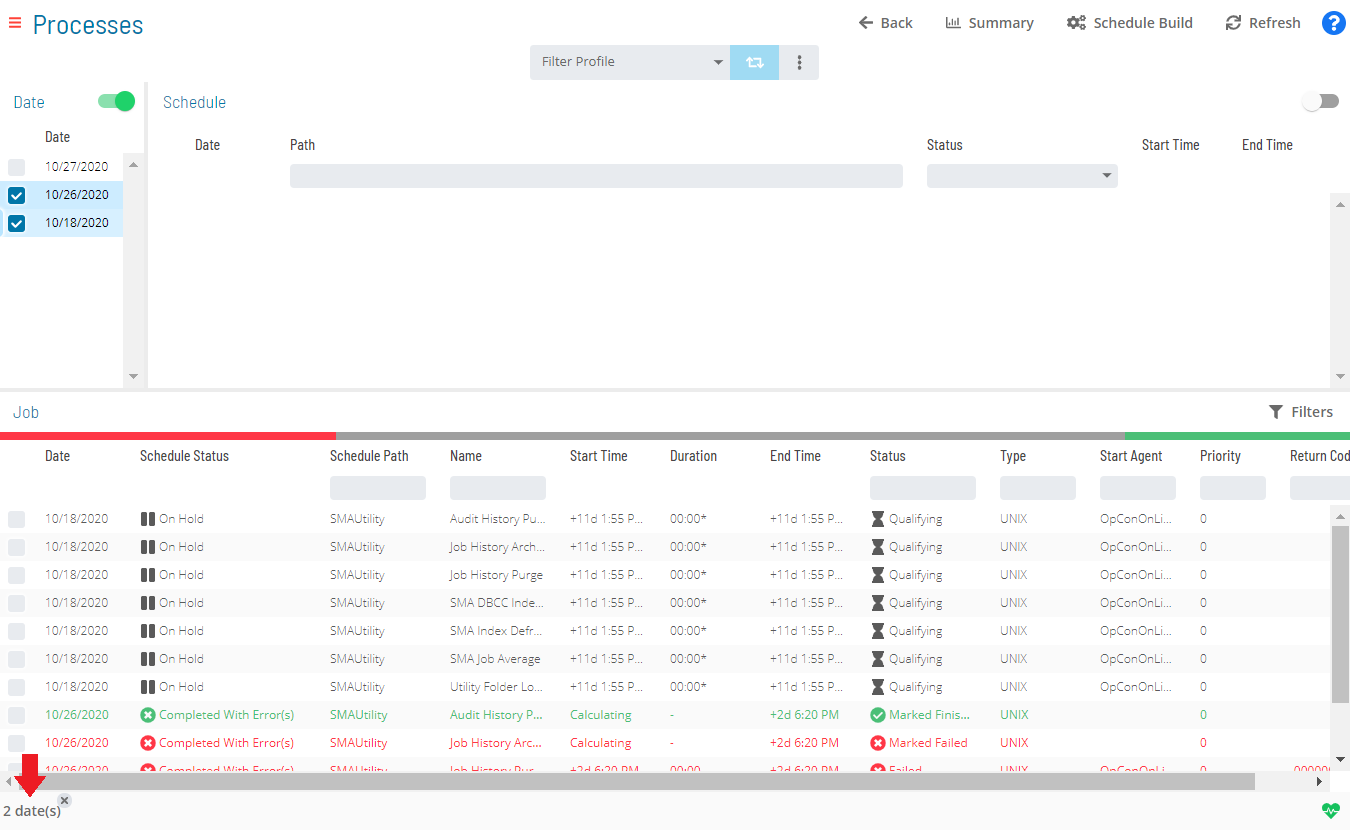 Processes
Back Summary Schedule Build Refresh ?
Filter Profile
Date
Schedule
Date
10/27/2020
10/26/2020
10/18/2020
Date Path Status Start Time End Time
Job Filters
Date Schedule Status Schedule Path Name Start Time Duration End Time Status Type Start Agent Priority Return Cod
10/18/2020 On Hold SMAUtility Audit History Pu... +11d 1:55 P... 00:00* +11d 1:55 P... Qualifying UNIX OpConOnLi... 0
10/18/2020 On Hold SMAUtility Job History Arch... +11d 1:55 P... 00:00* +11d 1:55 P... Qualifying UNIX OpConOnLi... 0
10/18/2020 On Hold SMAUtility Job History Purge +11d 1:55 P... 00:00* +11d 1:55 P... Qualifying UNIX OpConOnLi... 0
10/18/2020 On Hold SMAUtility SMA DBCC Inde... +11d 1:55 P... 00:00* +11d 1:55 P... Qualifying UNIX OpConOnLi... 0
10/18/2020 On Hold SMAUtility SMA Index Defr... +11d 1:55 P... 00:00* +11d 1:55 P... Qualifying UNIX OpConOnLi... 0
10/18/2020 On Hold SMAUtility SMA Job Average +11d 1:55 P... 00:00* +11d 1:55 P... Qualifying UNIX OpConOnLi... 0
10/18/2020 On Hold SMAUtility Utility Folder Lo... +11d 1:55 P... 00:00* +11d 1:55 P... Qualifying UNIX OpConOnLi... 0
10/26/2020 Completed With Error(s) SMAUtility Audit History P... Calculating - +2d 6:20 PM Marked Finis... UNIX 0
10/26/2020 Completed With Error(s) SMAUtility Job History Arc... Calculating - +2d 6:20 PM Marked Failed UNIX 0
10/26/2020 Completed With Error(s) SMAUtility Job History Pur... +2d 6:20 PM 00:00 +2d 6:20 PM Failed UNIX OpConOnLi... 0
2 date(s)